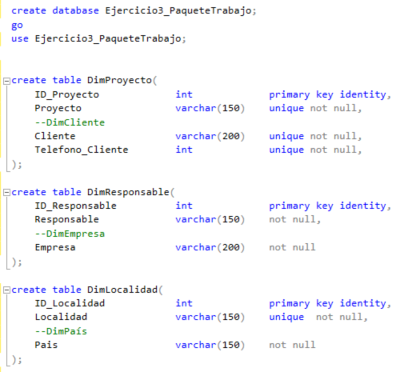 create database Ejercicio3_PaqueteTrabajo;
go
use Ejercicio3_PaqueteTrabajo;
create table DimProyecto(
ID_Proyecto int primary key identity,
Proyecto varchar(150) unique not null,
--DimCliente
Cliente varchar(200) unique not null,
Telefono_Cliente int unique not null,
);
create table DimResponsable(
ID_Responsable int primary key identity,
Responsable varchar(150) not null,
--DimEmpresa
Empresa varchar(200) not null
);
create table DimLocalidad(
ID_Localidad int primary key identity,
Localidad varchar(150) unique not null,
--DimPaís
Pais varchar(150) not null
);